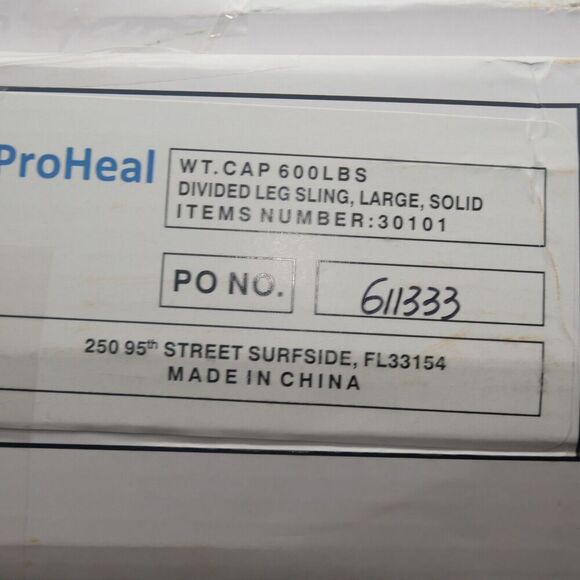 ProHeal
WT.CAP 600LBS
DIVIDED LEG SLING, LARGE, SOLID
ITEMS NUMBER:30101
PO NO.
611333
250 95th STREET SURFSIDE, FL33154
MADE IN CHINA